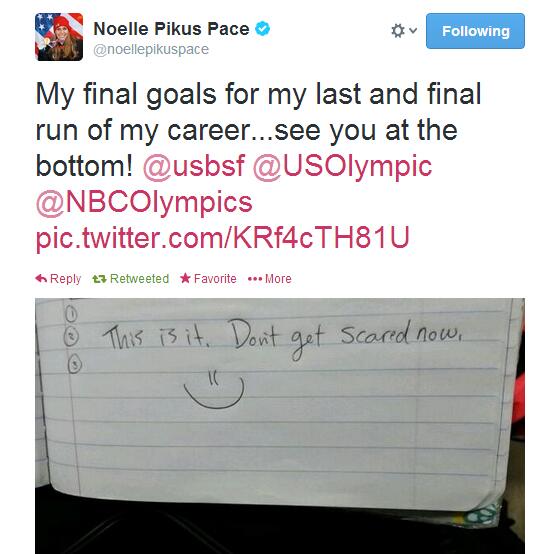 Noelle Pikus Pace
@noellepikuspace
Following
My final goals for my last and final
run of my career...see you at the
bottom! @usbsf @USOlympic
@NBCOlympics
pic.twitter.com/KRf4cTH81U
Reply Retweeted Favorite More
1
2 This is it. Don't get scared now.
3